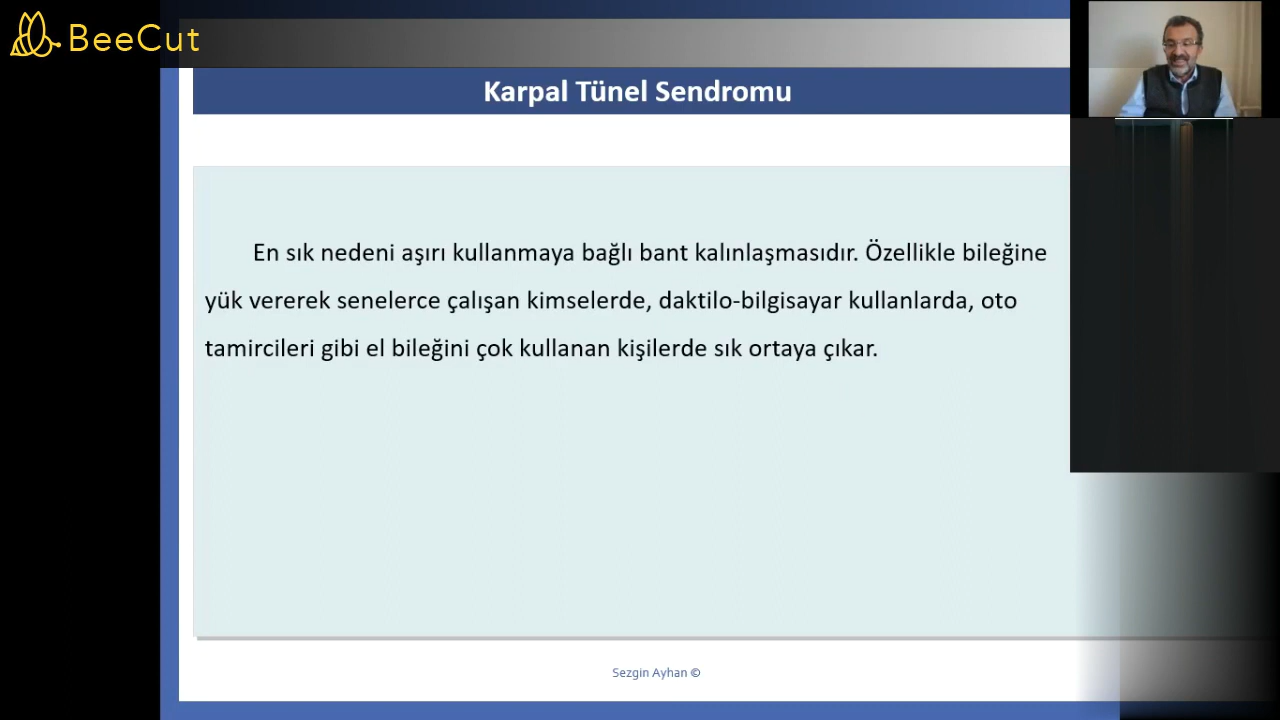 BeeCut
Karpal Tünel Sendromu
En sık nedeni aşırı kullanmaya bağlı bant kalınlaşmasıdır. Özellikle bileğine
yük vererek senelerce çalışan kimselerde, daktilo-bilgisayar kullanlarda, oto
tamircileri gibi el bileğini çok kullanan kişilerde sık ortaya çıkar.
Sezgin Ayhan ©